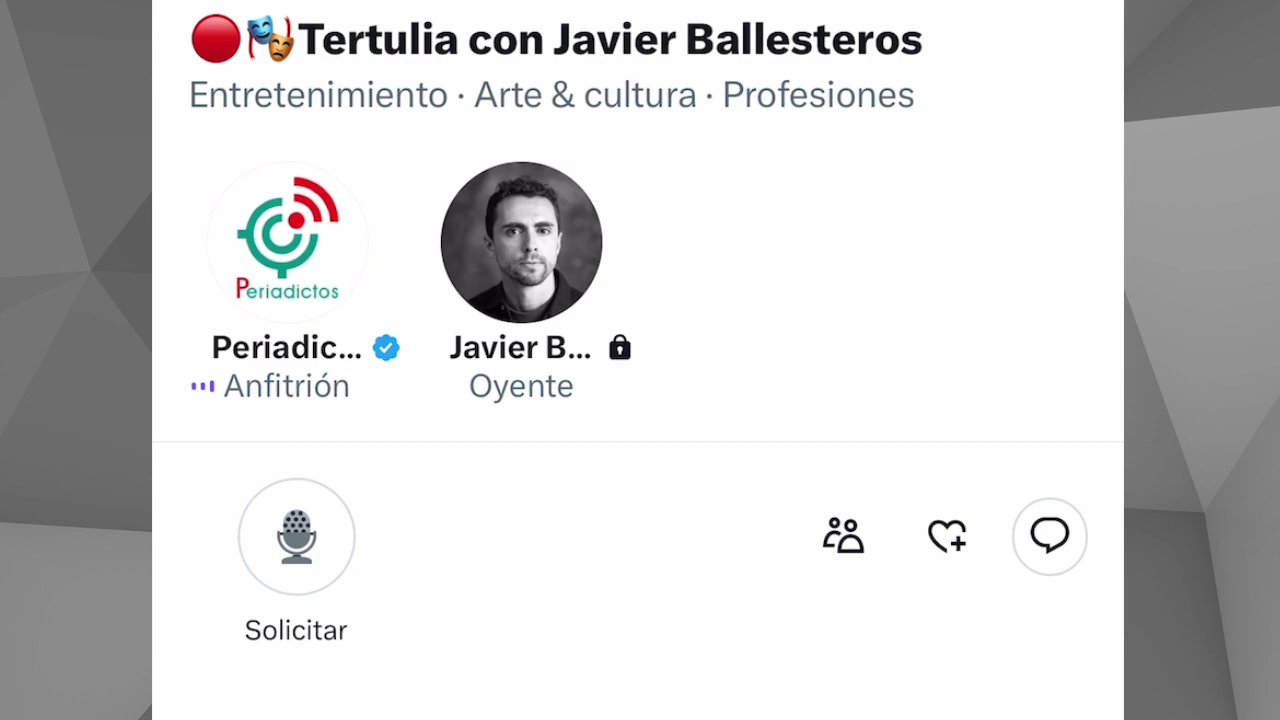 🔴🎭Tertulia con Javier Ballesteros
Entretenimiento · Arte & cultura · Profesiones
Periadictos
Periadic... Javier B...
Anfitrión Oyente
Solicitar